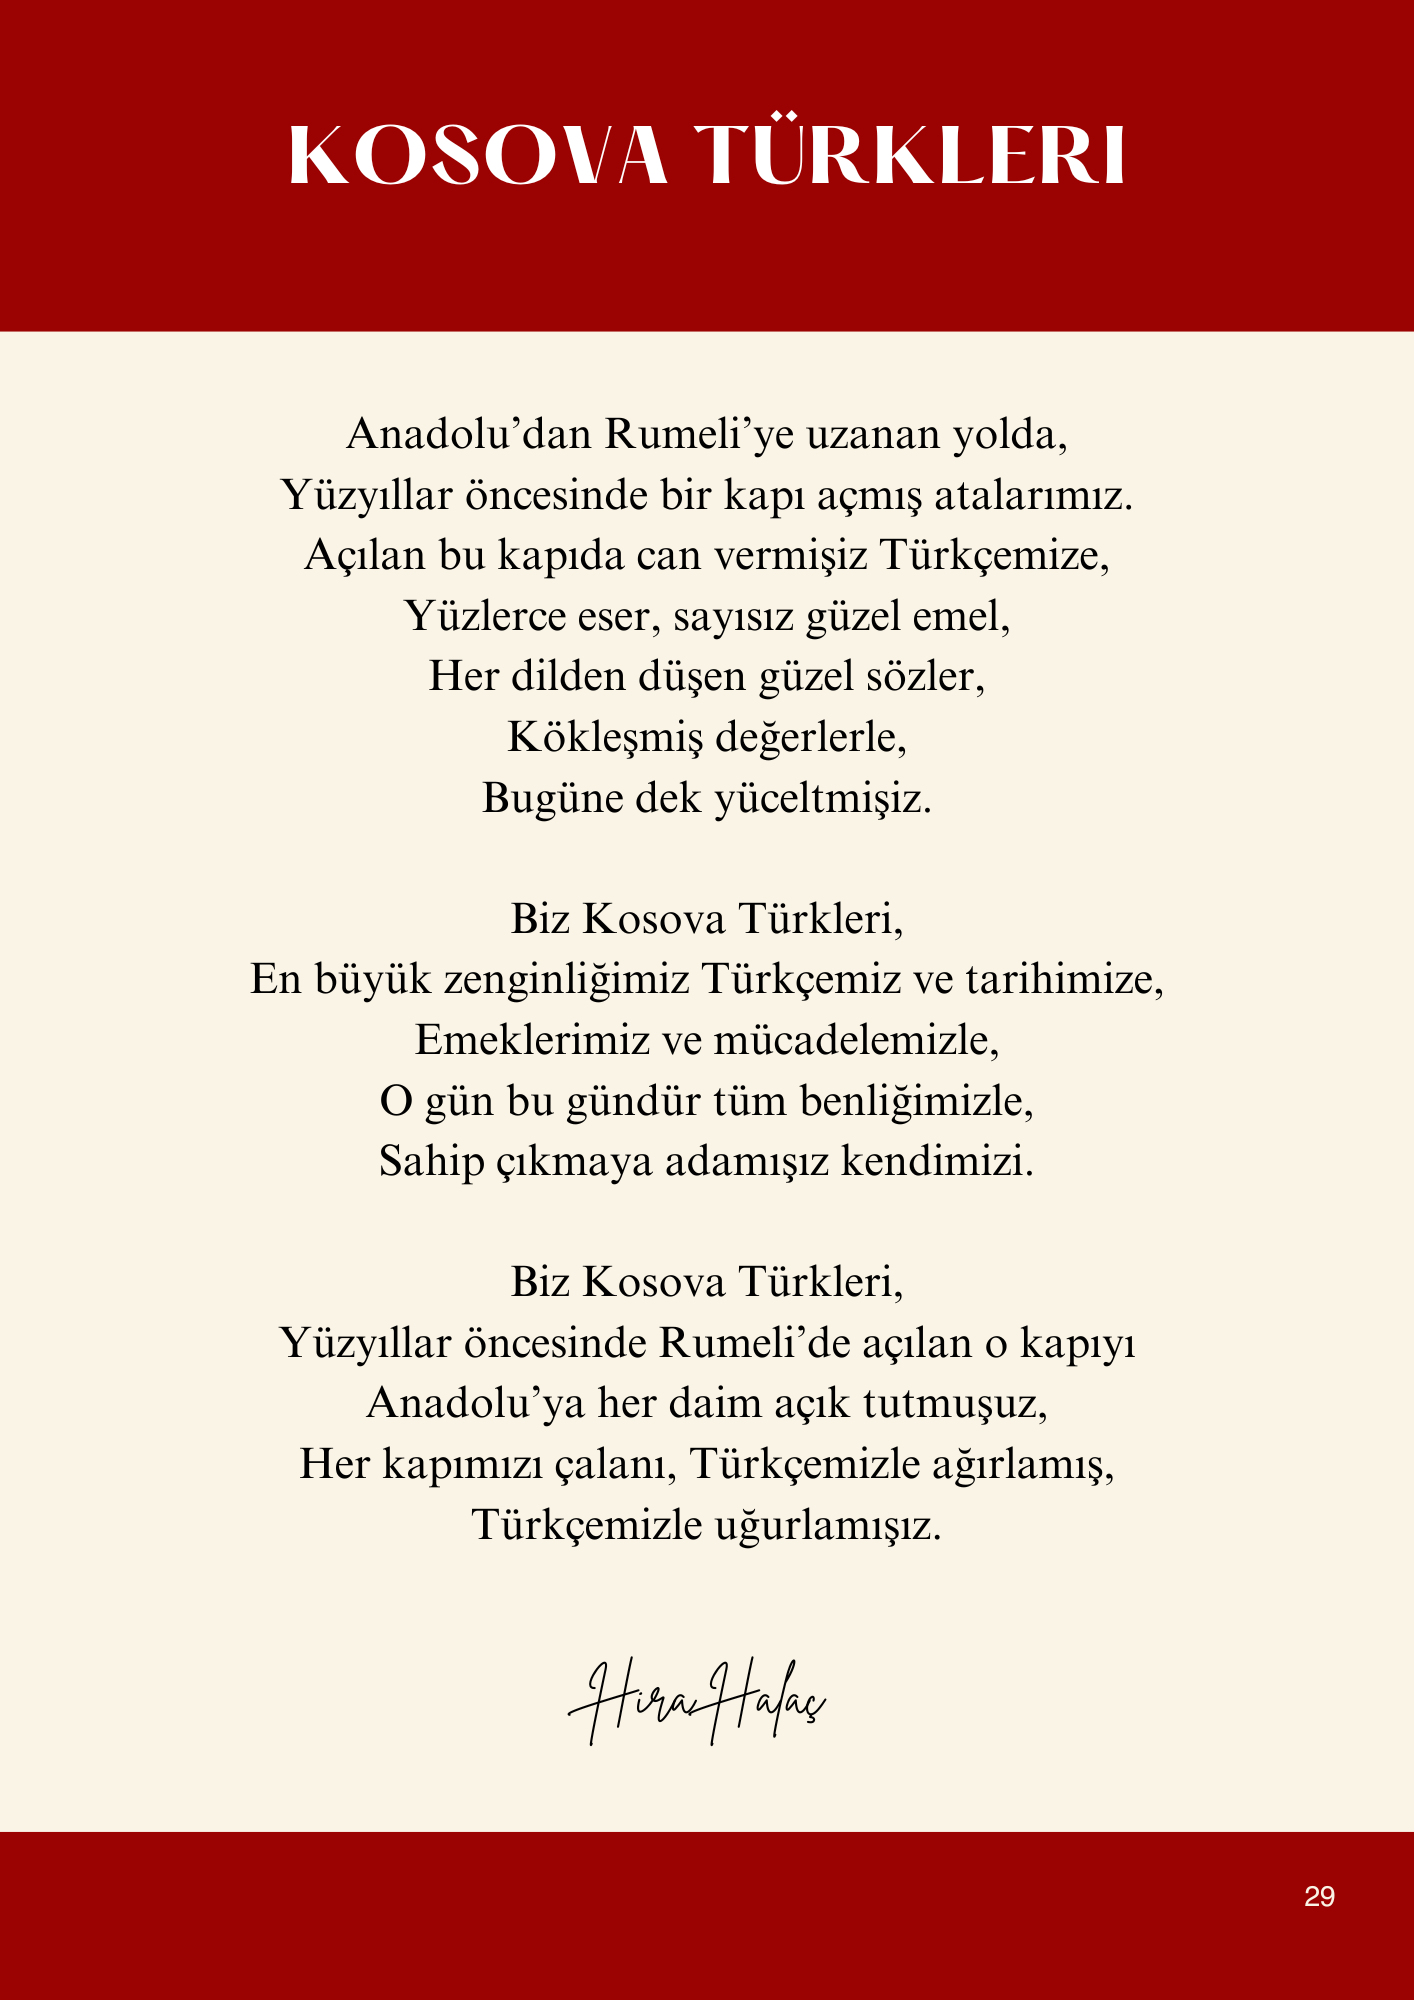 KOSOVA TÜRKLERI
Anadolu’dan Rumeli’ye uzanan yolda,
Yüzyıllar öncesinde bir kapı açmış atalarımız.
Açılan bu kapıda can vermişiz Türkçemize,
Yüzlerce eser, sayısız güzel emel,
Her dilden düşen güzel sözler,
Kökleşmiş değerlerle,
Bugüne dek yüceltmişiz.
Biz Kosova Türkleri,
En büyük zenginliğimiz Türkçemiz ve tarihimize,
Emeklerimiz ve mücadelemizle,
O gün bu gündür tüm benliğimizle,
Sahip çıkmaya adamışız kendimizi.
Biz Kosova Türkleri,
Yüzyıllar öncesinde Rumeli’de açılan o kapıyı
Anadolu’ya her daim açık tutmuşuz,
Her kapımızı çalanı, Türkçemizle ağırlamış,
Türkçemizle uğurlamışız.
Hira Halaç
29